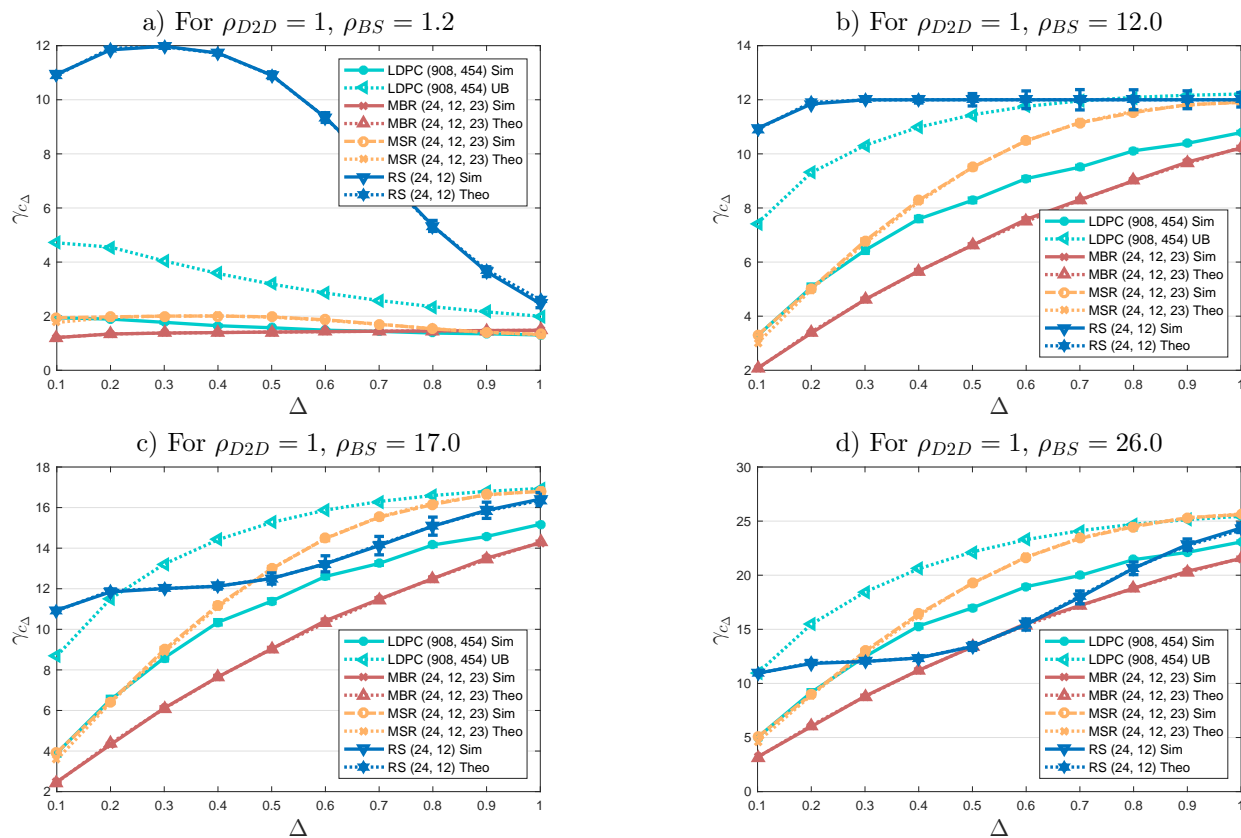 a) For ρD2D = 1, ρBS = 1.2
12
10
8
6
4
2
0
γcΔ
0.1 0.2 0.3 0.4 0.5 0.6 0.7 0.8 0.9 1
Δ
LDPC (908, 454) Sim
LDPC (908, 454) UB
MBR (24, 12, 23) Sim
MBR (24, 12, 23) Theo
MSR (24, 12, 23) Sim
MSR (24, 12, 23) Theo
RS (24, 12) Sim
RS (24, 12) Theo
b) For ρD2D = 1, ρBS = 12.0
14
12
10
8
6
4
2
γcΔ
0.1 0.2 0.3 0.4 0.5 0.6 0.7 0.8 0.9 1
Δ
LDPC (908, 454) Sim
LDPC (908, 454) UB
MBR (24, 12, 23) Sim
MBR (24, 12, 23) Theo
MSR (24, 12, 23) Sim
MSR (24, 12, 23) Theo
RS (24, 12) Sim
RS (24, 12) Theo
c) For ρD2D = 1, ρBS = 17.0
18
16
14
12
10
8
6
4
2
γcΔ
0.1 0.2 0.3 0.4 0.5 0.6 0.7 0.8 0.9 1
Δ
LDPC (908, 454) Sim
LDPC (908, 454) UB
MBR (24, 12, 23) Sim
MBR (24, 12, 23) Theo
MSR (24, 12, 23) Sim
MSR (24, 12, 23) Theo
RS (24, 12) Sim
RS (24, 12) Theo
d) For ρD2D = 1, ρBS = 26.0
30
25
20
15
10
5
0
γcΔ
0.1 0.2 0.3 0.4 0.5 0.6 0.7 0.8 0.9 1
Δ
LDPC (908, 454) Sim
LDPC (908, 454) UB
MBR (24, 12, 23) Sim
MBR (24, 12, 23) Theo
MSR (24, 12, 23) Sim
MSR (24, 12, 23) Theo
RS (24, 12) Sim
RS (24, 12) Theo